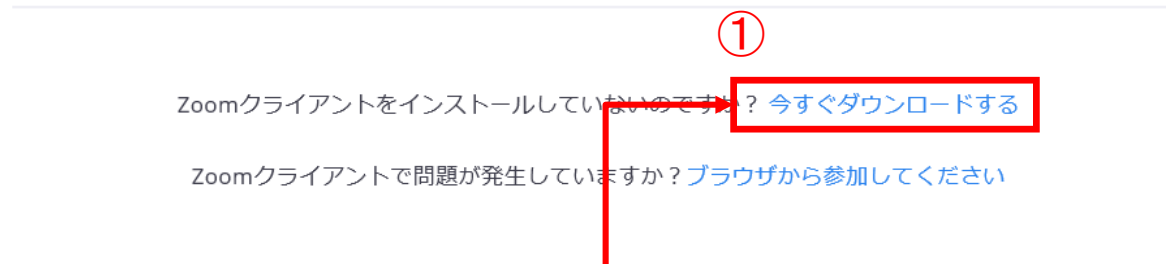 ①
Zoomクライアントをインストールしていないのですか？ 今すぐダウンロードする
Zoomクライアントで問題が発生していますか？ブラウザから参加してください